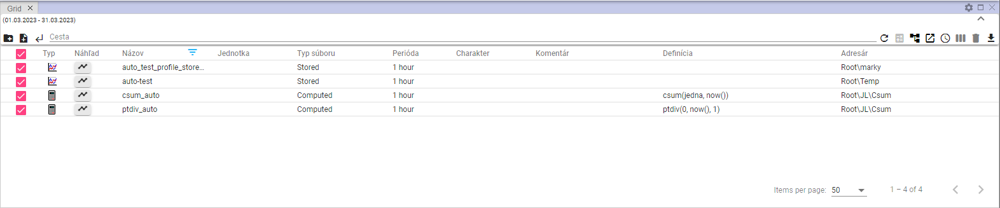 Grid
(01.03.2023 - 31.03.2023)
Cesta
Typ Náhľad Názov Jednotka Typ súboru Perióda Charakter Komentár Definícia Adresár
auto_test_profile_store... Stored 1 hour Root\marky
auto-test Stored 1 hour Root\Temp
csum_auto Computed 1 hour csum(jedna, now()) Root\JL\Csum
ptdiv_auto Computed 1 hour ptdiv(0, now(), 1) Root\JL\Csum
Items per page: 50 1 – 4 of 4